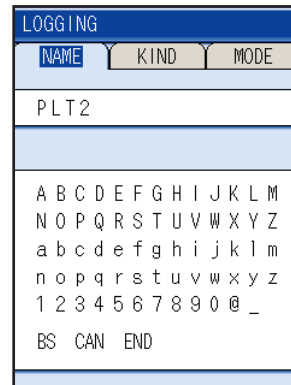 LOGGING
NAME KIND MODE
PLT2
A B C D E F G H I J K L M
N O P Q R S T U V W X Y Z
a b c d e f g h i j k l m
n o p q r s t u v w x y z
1 2 3 4 5 6 7 8 9 0 @ _
BS CAN END